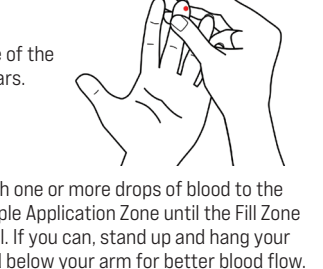 e of the
ars.
h one or more drops of blood to the
ple Application Zone until the Fill Zone
l. If you can, stand up and hang your
below your arm for better blood flow.